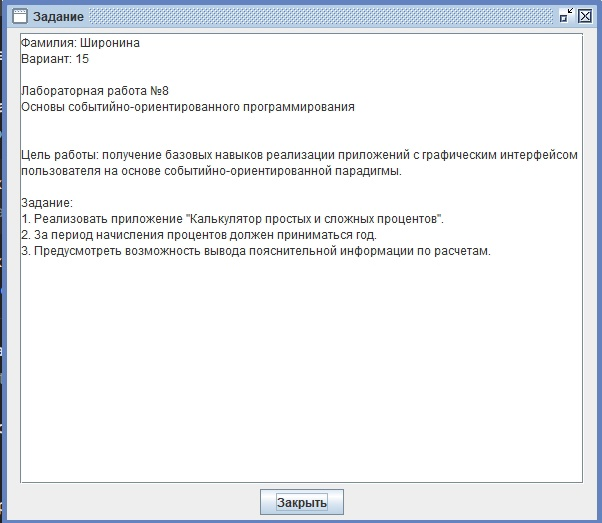 Задание
Фамилия: Широнина
Вариант: 15
Лабораторная работа №8
Основы событийно-ориентированного программирования
Цель работы: получение базовых навыков реализации приложений с графическим интерфейсом
пользователя на основе событийно-ориентированной парадигмы.
Задание:
1. Реализовать приложение "Калькулятор простых и сложных процентов".
2. За период начисления процентов должен приниматься год.
3. Предусмотреть возможность вывода пояснительной информации по расчетам.
Закрыть